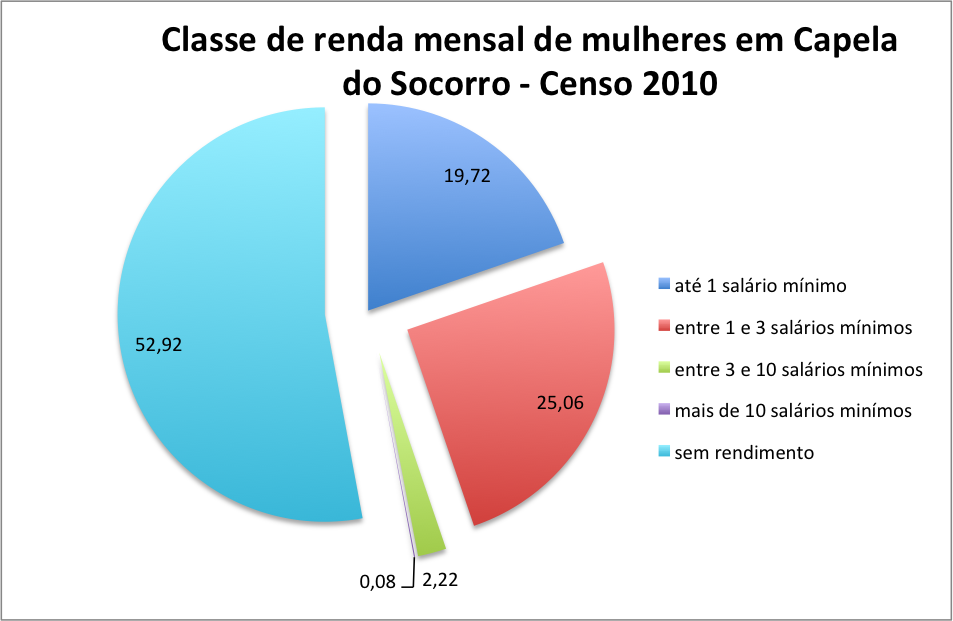 Classe de renda mensal de mulheres em Capela
do Socorro - Censo 2010
19,72
25,06
2,22
0,08
52,92
até 1 salário mínimo
entre 1 e 3 salários mínimos
entre 3 e 10 salários mínimos
mais de 10 salários minímos
sem rendimento